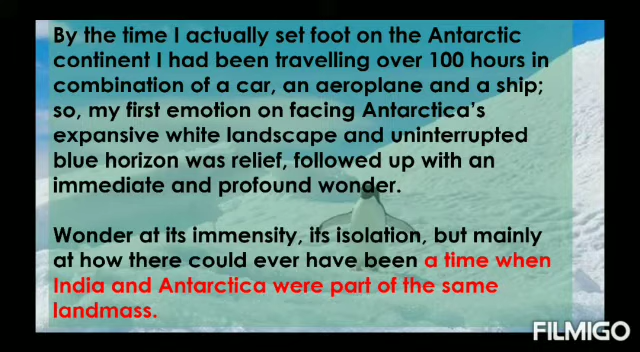 By the time I actually set foot on the Antarctic
continent I had been travelling over 100 hours in
combination of a car, an aeroplane and a ship;
so, my first emotion on facing Antarctica's
expansive white landscape and uninterrupted
blue horizon was relief, followed up with an
immediate and profound wonder.
Wonder at its immensity, its isolation, but mainly
at how there could ever have been a time when
India and Antarctica were part of the same
landmass.
FILMIGO